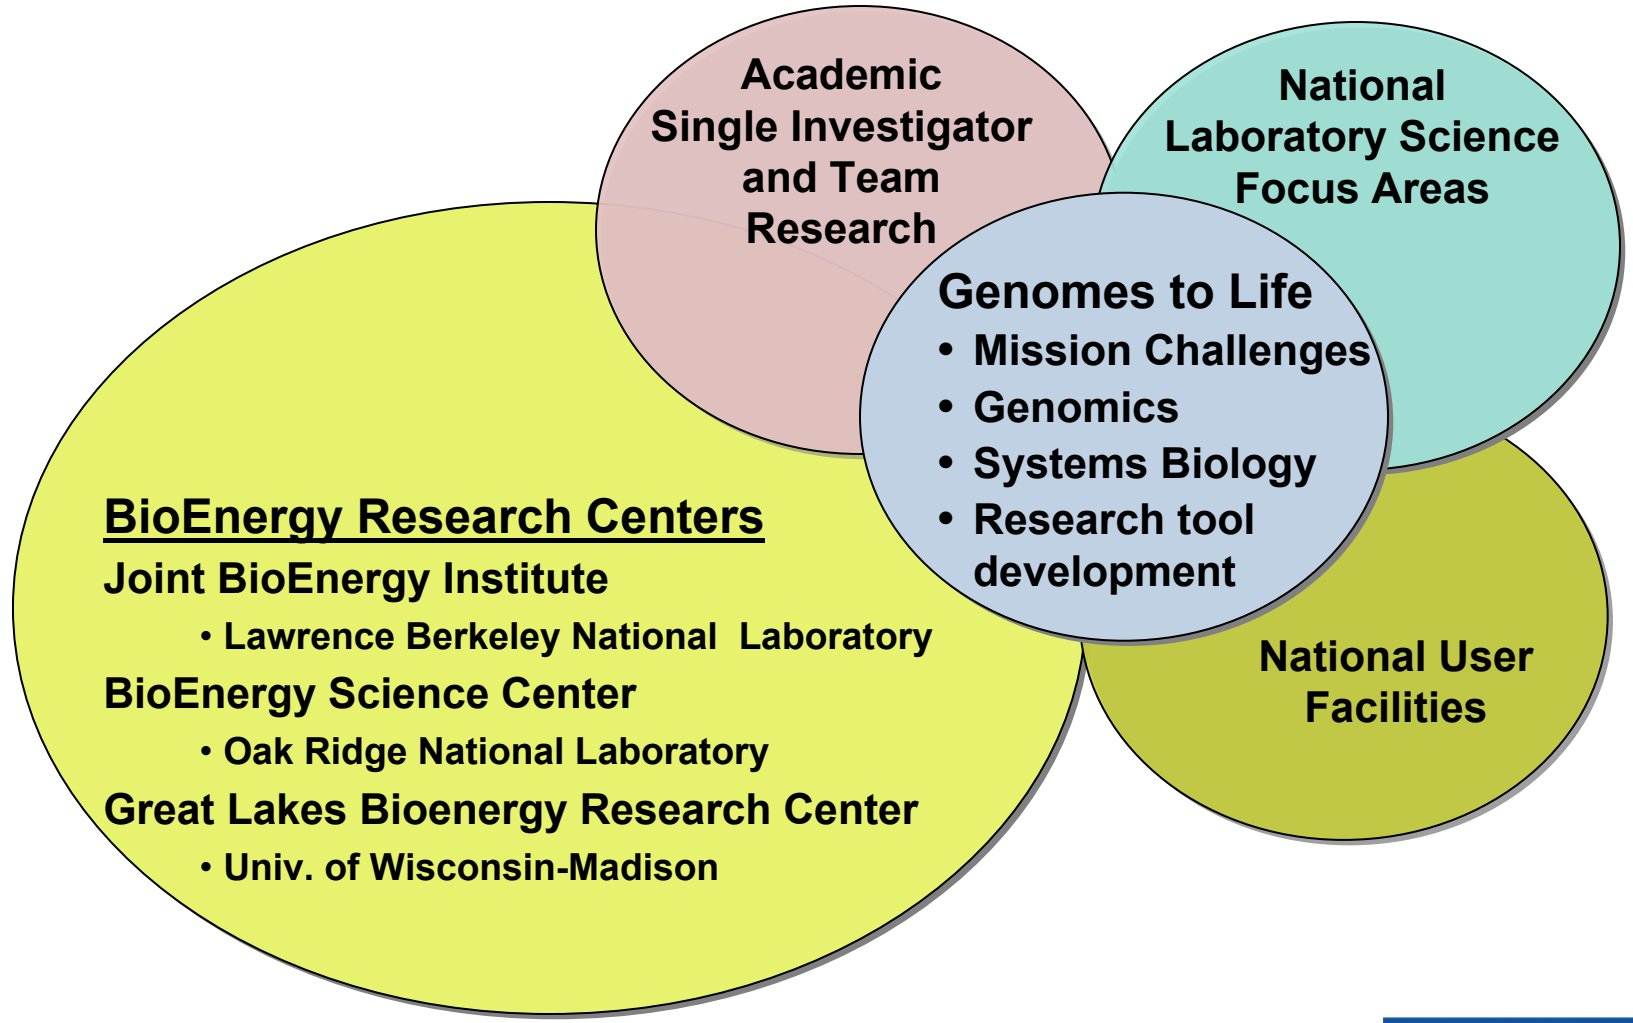 Academic
Single Investigator
and Team
Research
National
Laboratory Science
Focus Areas
Genomes to Life
• Mission Challenges
• Genomics
• Systems Biology
• Research tool
development
BioEnergy Research Centers
Joint BioEnergy Institute
• Lawrence Berkeley National Laboratory
BioEnergy Science Center
• Oak Ridge National Laboratory
Great Lakes Bioenergy Research Center
• Univ. of Wisconsin-Madison
National User
Facilities